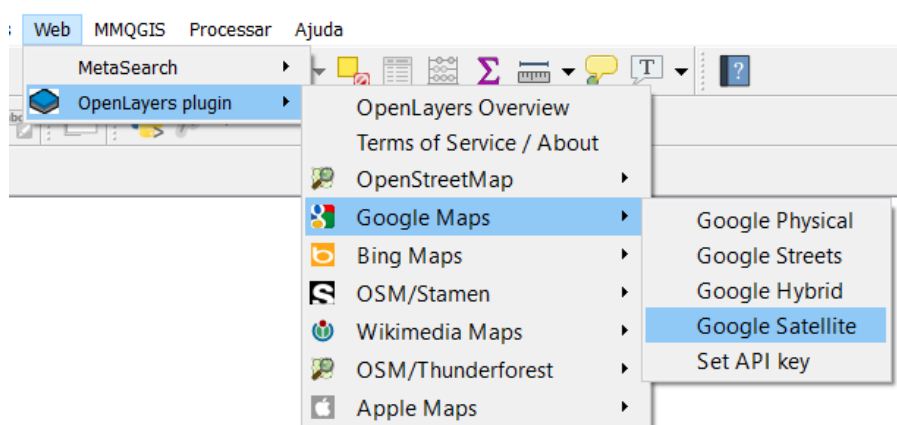 Web MMQGIS Processar Ajuda
MetaSearch
OpenLayers plugin
OpenLayers Overview
Terms of Service / About
OpenStreetMap
Google Maps
Bing Maps
OSM/Stamen
Wikimedia Maps
OSM/Thunderforest
Apple Maps
Google Physical
Google Streets
Google Hybrid
Google Satellite
Set API key